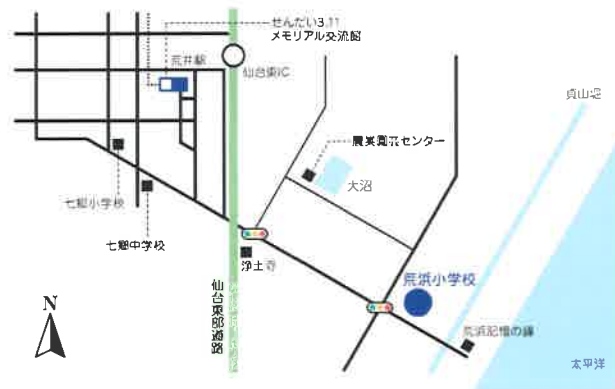 せんだい3.11
メモリアル交流館
荒井駅
仙台東IC
貞山堀
農業園芸センター
大沼
七郷小学校
七郷中学校
浄土寺
荒浜小学校
仙台東部道路
荒浜記憶の鐘
N
太平洋